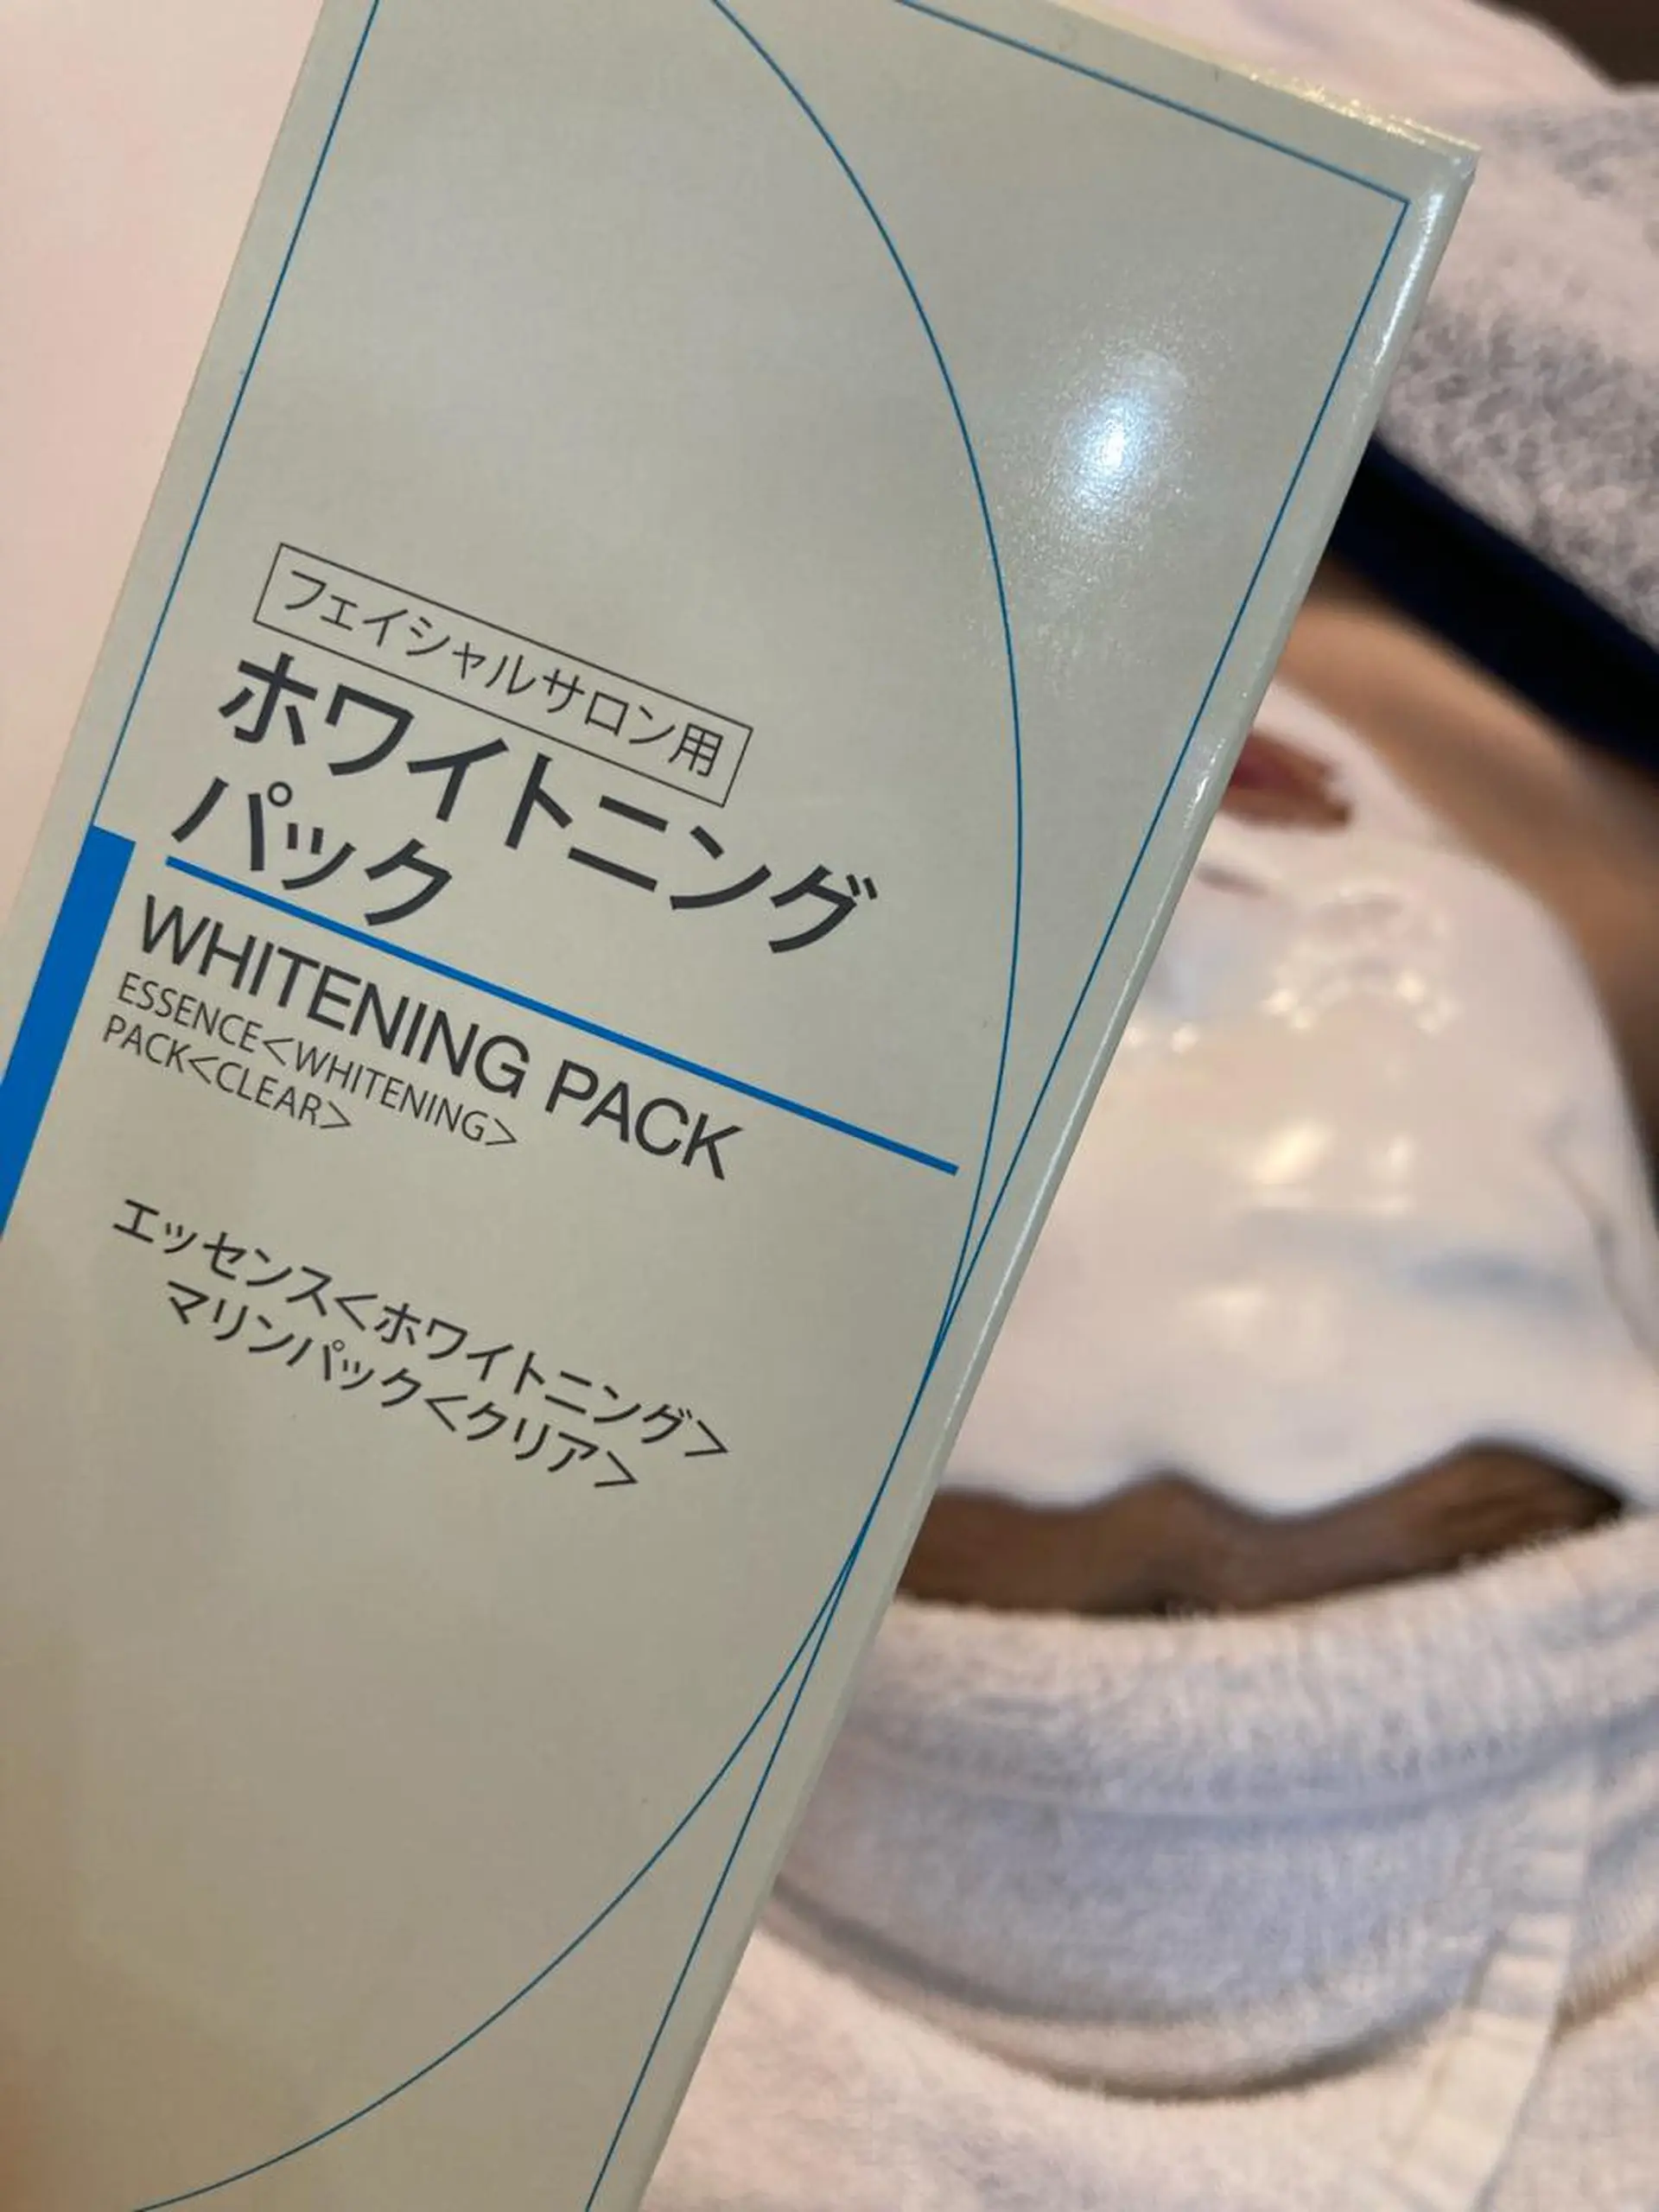 フェイシャルサロン用
ホワイトニング
パック
WHITENING PACK
ESSENCE<WHITENING>
PACK<CLEAR>
エッセンス<ホワイトニング>
マリンパック<クリア>